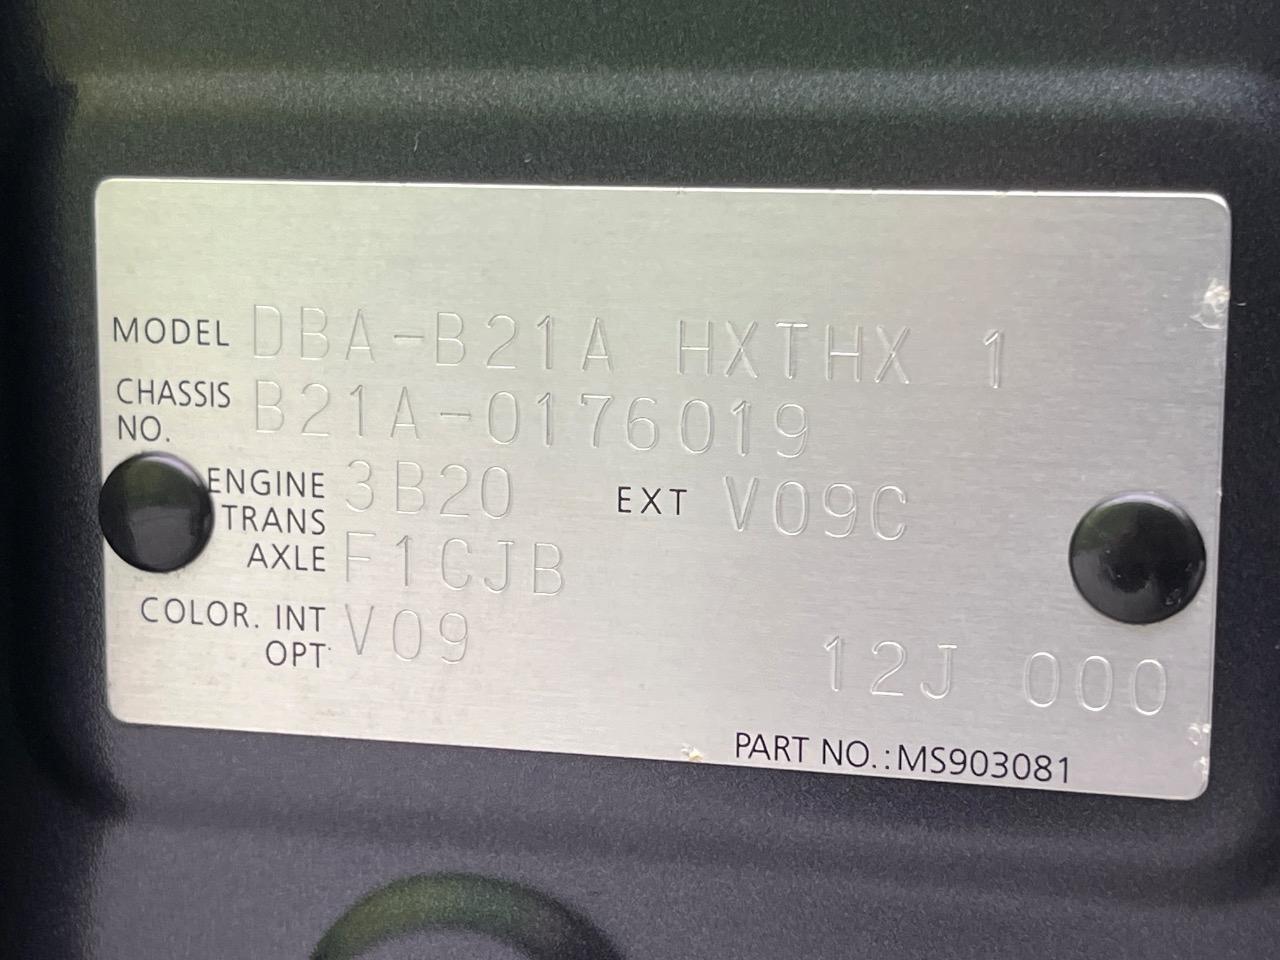 MODEL DBA-B21A HXTHX 1
CHASSIS NO. B21A-0176019
ENGINE 3B20 EXT V09C
TRANS AXLE F1CJB
COLOR. INT OPT V09
12J 000
PART NO.:MS903081